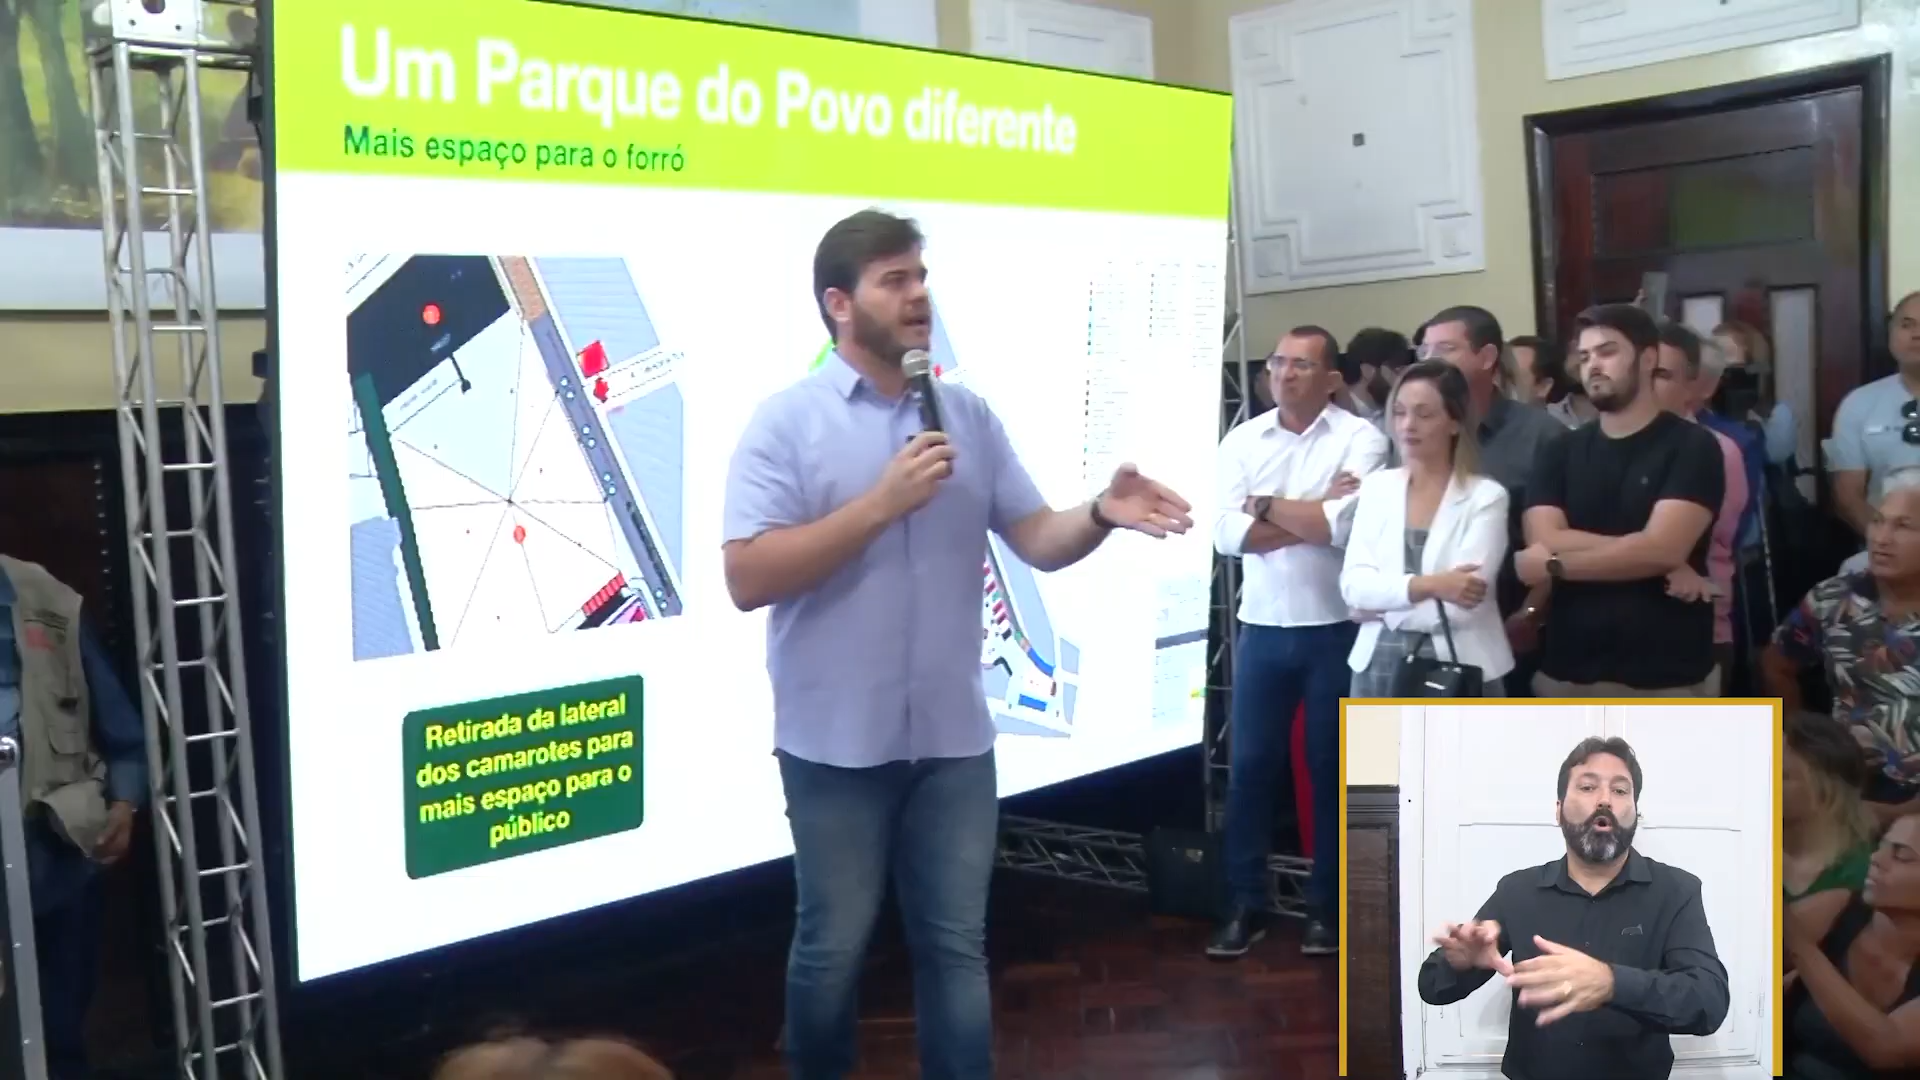 Um Parque do Povo diferente
Mais espaço para o forró
Retirada da lateral
dos camarotes para
mais espaço para o
público